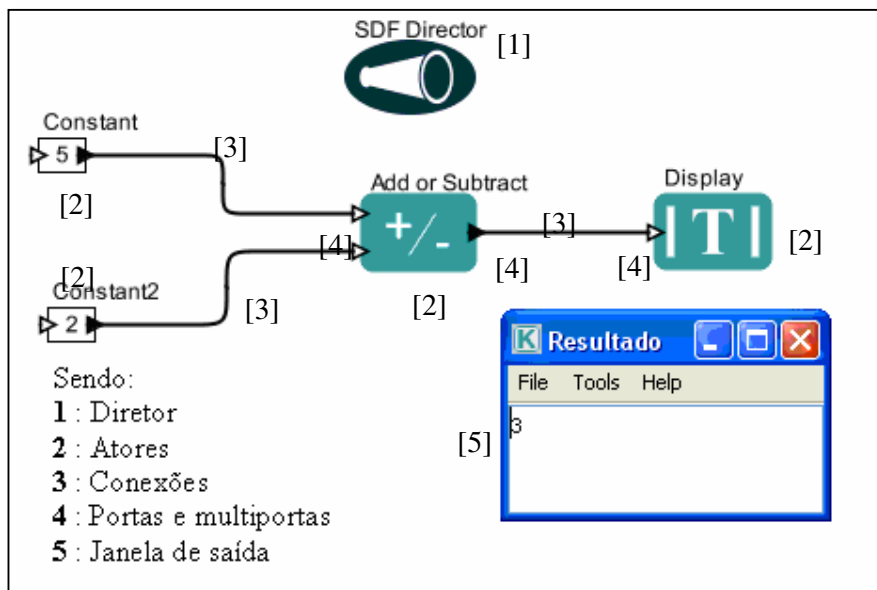 SDF Director
[1]
Constant
5
[3]
[2]
Add or Subtract
+/-
[4]
[3]
[4]
[2]
Display
T
[4]
[2]
[2]
Constant2
2
[3]
Resultado
File Tools Help
3
[5]
Sendo:
1 : Diretor
2 : Atores
3 : Conexões
4 : Portas e multiportas
5 : Janela de saída